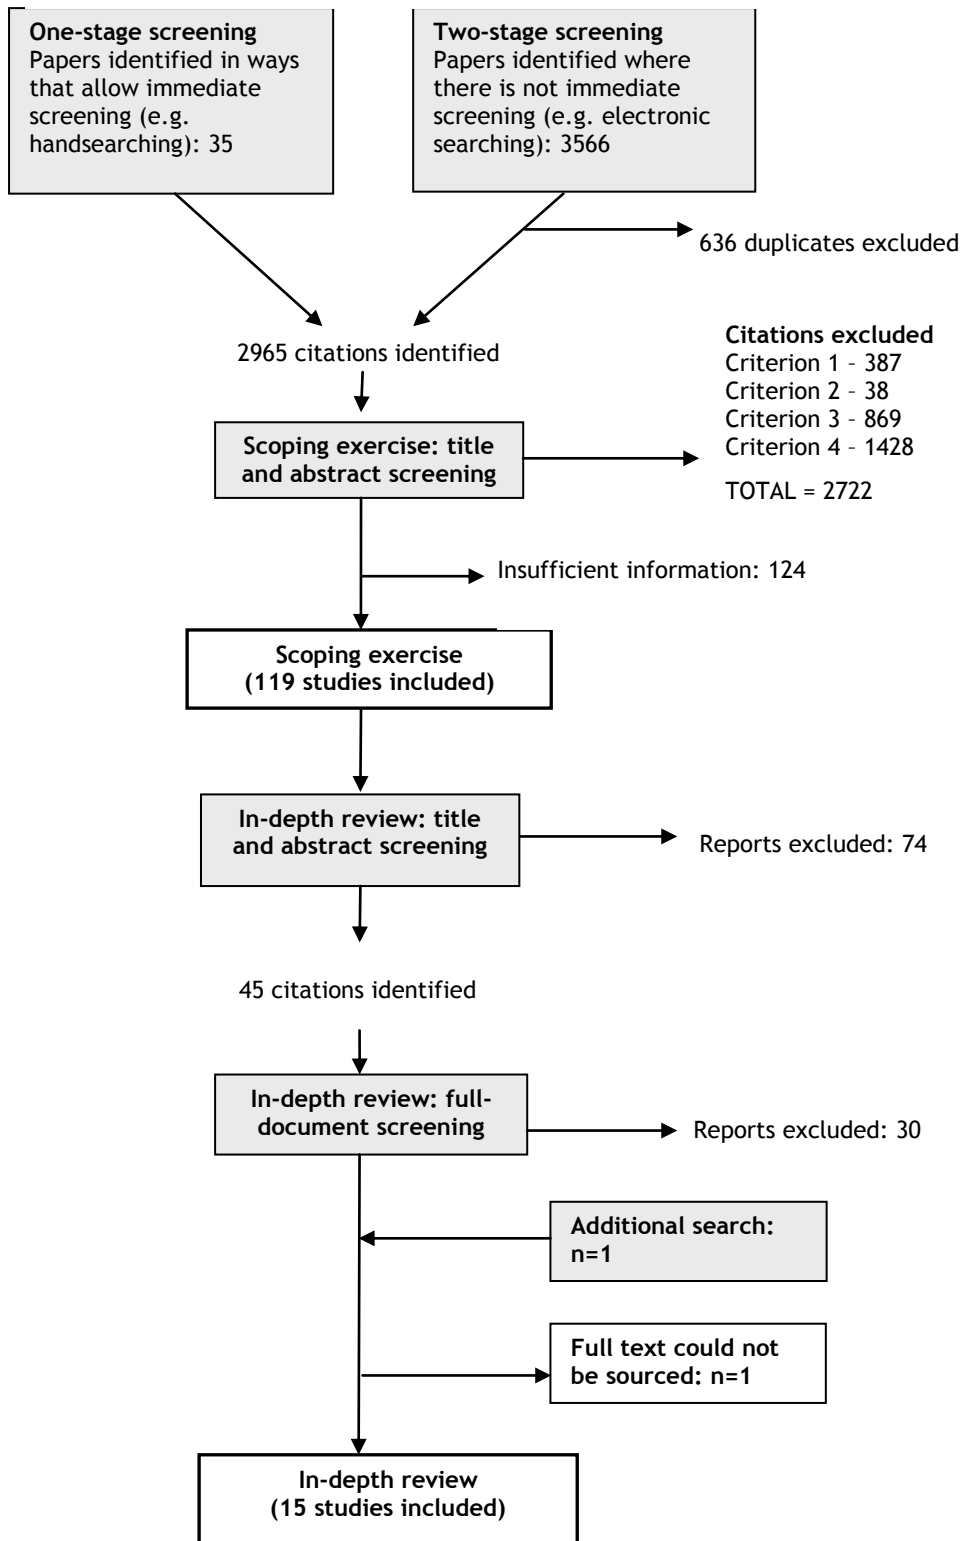 One-stage screening
Papers identified in ways
that allow immediate
screening (e.g.
handsearching): 35
Two-stage screening
Papers identified where
there is not immediate
screening (e.g. electronic
searching): 3566
636 duplicates excluded
2965 citations identified
Citations excluded
Criterion 1 – 387
Criterion 2 – 38
Criterion 3 – 869
Criterion 4 – 1428
TOTAL = 2722
Scoping exercise: title
and abstract screening
Insufficient information: 124
Scoping exercise
(119 studies included)
In-depth review: title
and abstract screening
Reports excluded: 74
45 citations identified
In-depth review: full-
document screening
Reports excluded: 30
Additional search:
n=1
Full text could not
be sourced: n=1
In-depth review
(15 studies included)